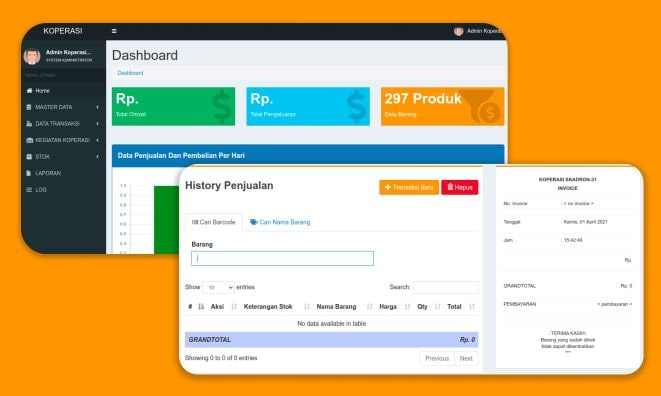 KOPERASI
Admin Koperasi...
SYSTEM ADMINISTRATOR
MENU UTAMA
Home
MASTER DATA
DATA TRANSAKSI
KEGIATAN KOPERASI
STOK
LAPORAN
LOG
Admin Koperasi
Dashboard
Dashboard
Rp.
Total Omzet
Rp.
Total Pengeluaran
297 Produk
Data Barang
Data Penjualan Dan Pembelian Per Hari
1.0
0.9
0.8
0.7
0.6
0.5
0.4
History Penjualan
+ Transaksi Baru
Hapus
Cari Barcode
Cari Nama Barang
Barang
Show 10 entries
Search:
# Aksi Keterangan Stok Nama Barang Harga Qty Total
No data available in table
GRANDTOTAL Rp. 0
Showing 0 to 0 of 0 entries
Previous Next
KOPERASI SKADRON-31
INVOICE
No. Invoice : < no invoice >
Tanggal : Kamis, 01 April 2021
Jam : 15:42:46
Rp.
GRANDTOTAL Rp. 0
PEMBAYARAN < pembayaran >
::TERIMA KASIH::
Barang yang sudah dibeli
tidak dapat dikembalikan